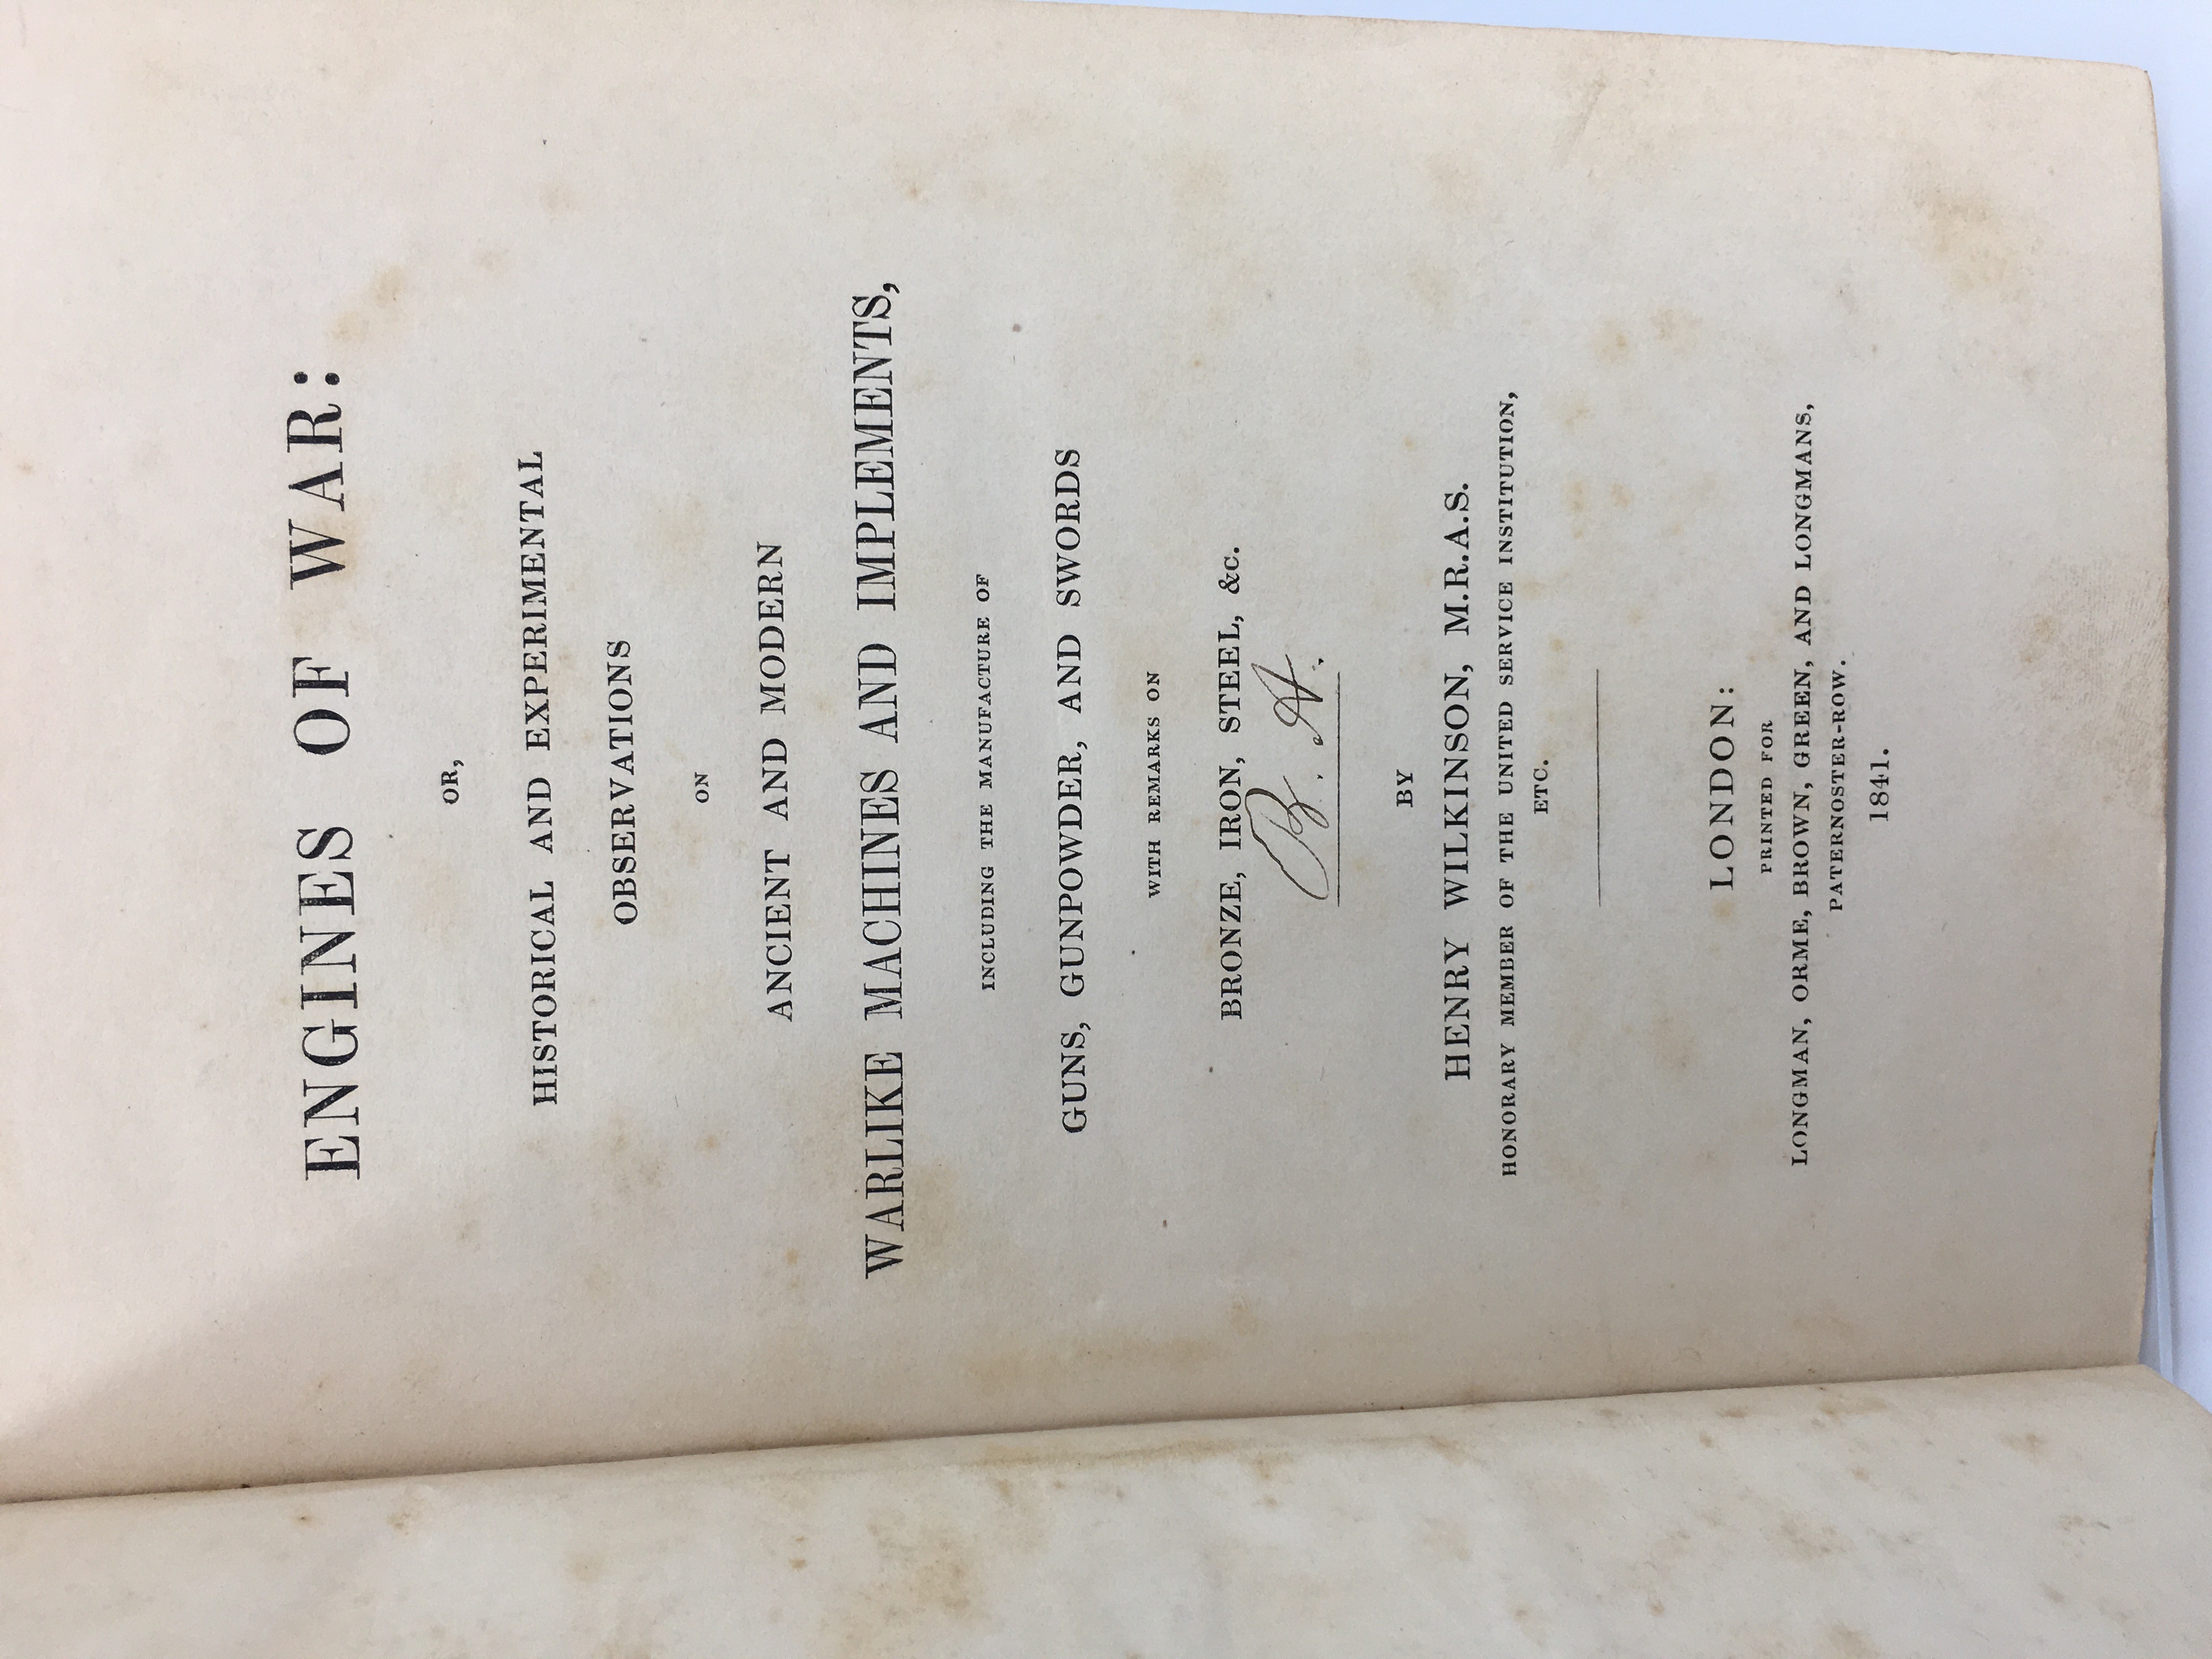 ENGINES OF WAR:
OR,
HISTORICAL AND EXPERIMENTAL
OBSERVATIONS
ON
ANCIENT AND MODERN
WARLIKE MACHINES AND IMPLEMENTS,
INCLUDING THE MANUFACTURE OF
GUNS, GUNPOWDER, AND SWORDS
WITH REMARKS ON
BRONZE, IRON, STEEL, &c.
B. A.
BY
HENRY WILKINSON, M.R.A.S.
HONORARY MEMBER OF THE UNITED SERVICE INSTITUTION,
ETC.
LONDON:
PRINTED FOR
LONGMAN, ORME, BROWN, GREEN, AND LONGMANS,
PATERNOSTER-ROW.
1841.